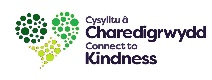 Cysylltu â
Charedigrwydd
Connect to
Kindness